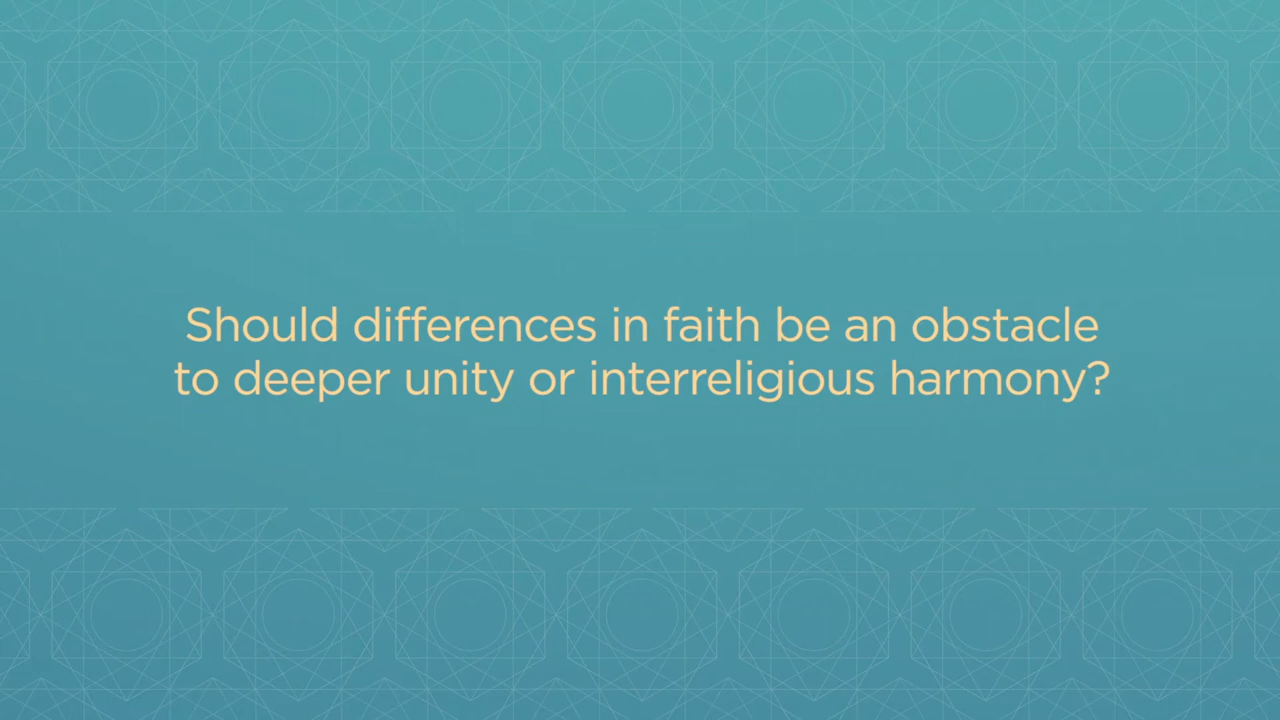 Should differences in faith be an obstacle
to deeper unity or interreligious harmony?